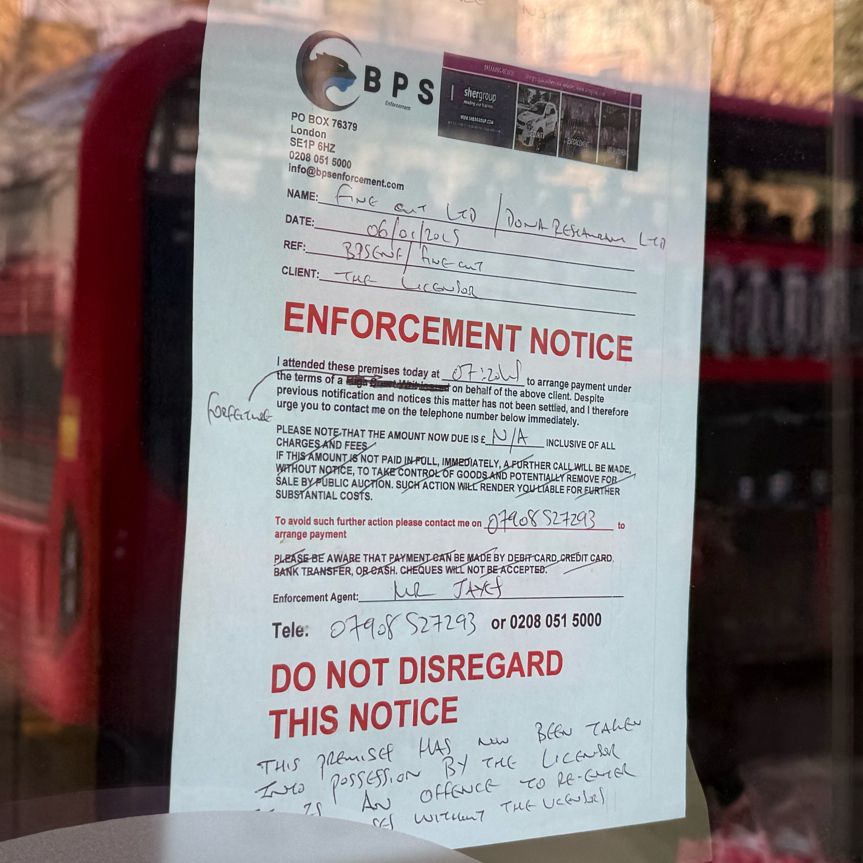 BPS
Enforcement
shergroup
WWW.SHERGROUP.COM
PO BOX 76379
London
SE1P 6HZ
0208 051 5000
info@bpsenforcement.com
NAME: FINE CUT LTD / DONA RESTAURANT LTD
DATE: 06/01/2025
REF: BPSENF/FINECUT
CLIENT: THE LICENSOR
ENFORCEMENT NOTICE
I attended these premises today at 07:20 to arrange payment under
the terms of a on behalf of the above client. Despite
FORFEITURE
previous notification and notices this matter has not been settled, and I therefore
urge you to contact me on the telephone number below immediately.
PLEASE NOTE THAT THE AMOUNT NOW DUE IS £ N/A INCLUSIVE OF ALL
CHARGES AND FEES
IF THIS AMOUNT IS NOT PAID IN FULL, IMMEDIATELY, A FURTHER CALL WILL BE MADE,
WITHOUT NOTICE, TO TAKE CONTROL OF GOODS AND POTENTIALLY REMOVE FOR
SALE BY PUBLIC AUCTION. SUCH ACTION WILL RENDER YOU LIABLE FOR FURTHER
SUBSTANTIAL COSTS.
To avoid such further action please contact me on 07908 527293 to
arrange payment
PLEASE BE AWARE THAT PAYMENT CAN BE MADE BY DEBIT CARD, CREDIT CARD,
BANK TRANSFER, OR CASH. CHEQUES WILL NOT BE ACCEPTED.
Enforcement Agent: MR
Tele: 07908 527293 or 0208 051 5000
DO NOT DISREGARD
THIS NOTICE
THIS PREMISES HAS NOW BEEN TAKEN
INTO POSSESSION BY THE LICENSOR
IS AN OFFENCE TO RE-ENTER
WITHOUT THE LICENSORS